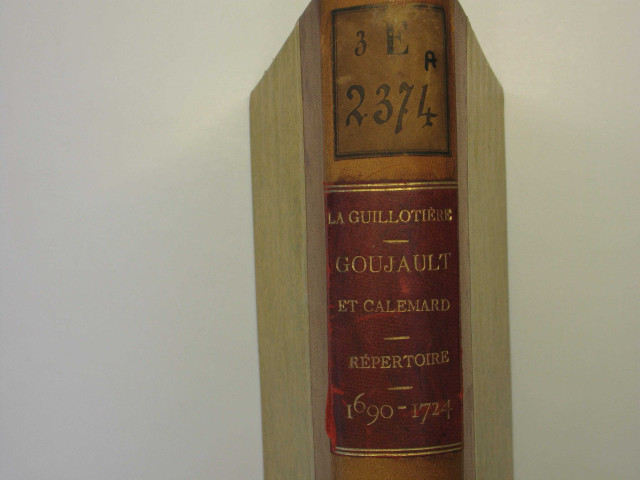 3 E A
2374
LA GUILLOTIÈRE
GOUJAULT
ET CALEMARD
RÉPERTOIRE
1690-1724